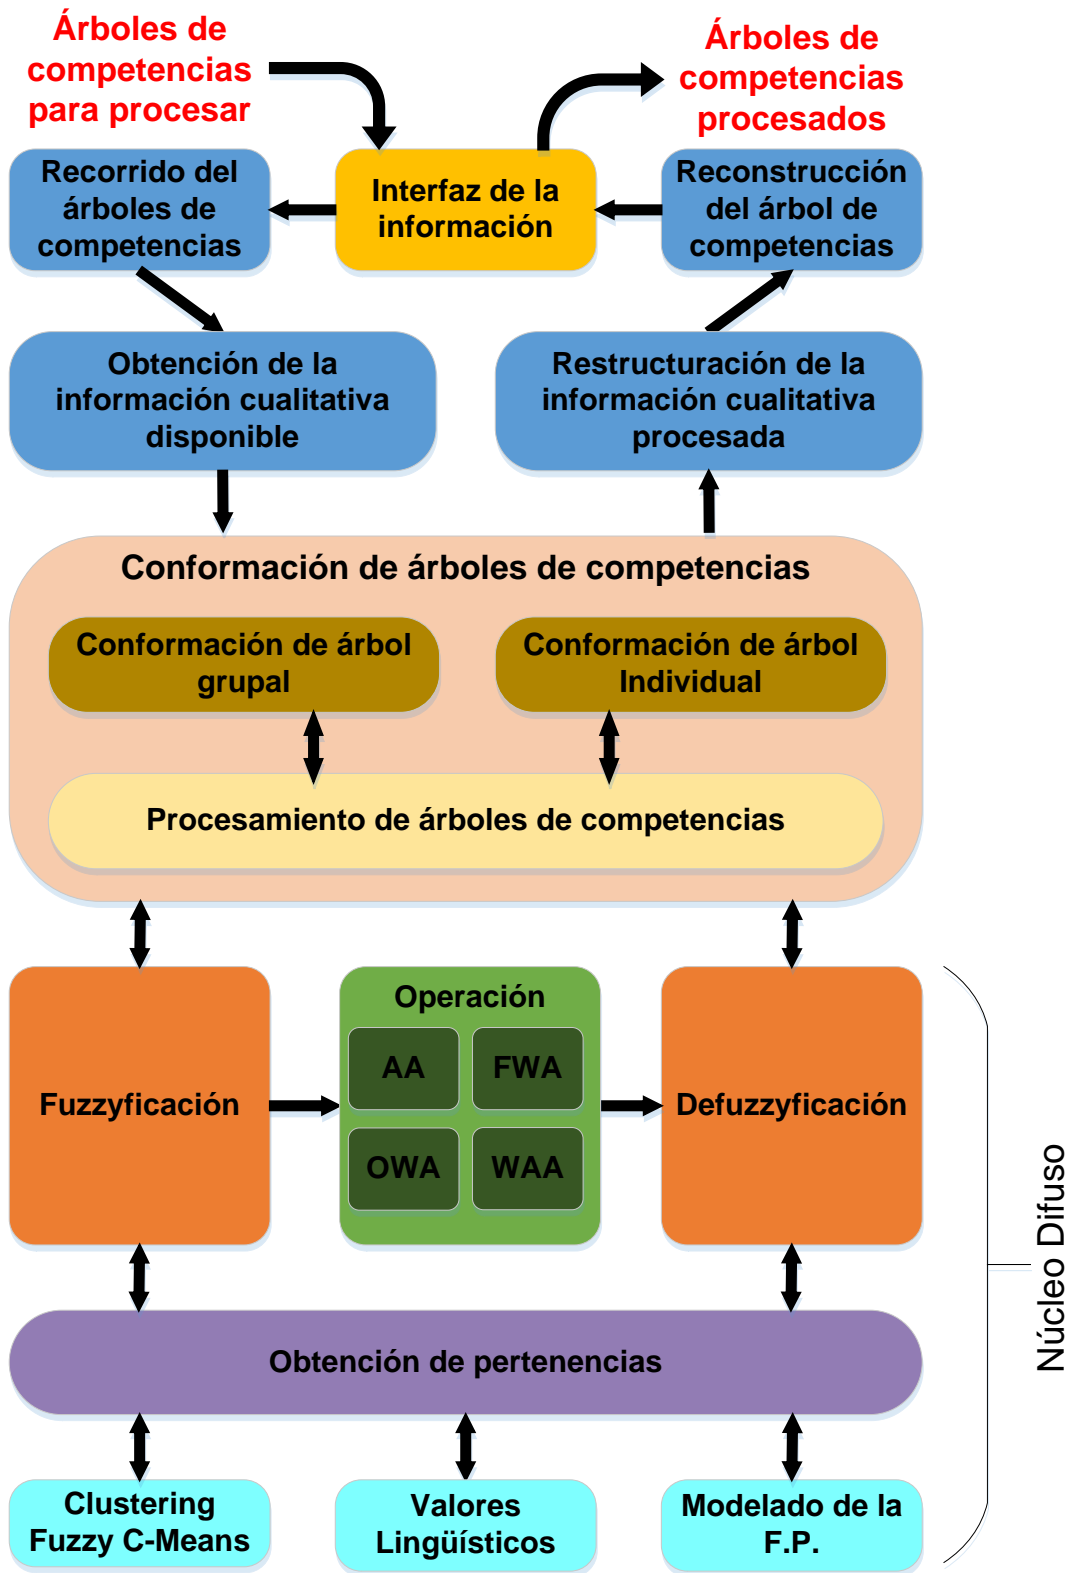 Árboles de
competencias
para procesar
Árboles de
competencias
procesados
Recorrido del
árboles de
competencias
Interfaz de la
información
Reconstrucción
del árbol de
competencias
Obtención de la
información cualitativa
disponible
Restructuración de la
información cualitativa
procesada
Conformación de árboles de competencias
Conformación de árbol
grupal
Conformación de árbol
Individual
Procesamiento de árboles de competencias
Fuzzyficación
Operación
AA
FWA
OWA
WAA
Defuzzyficación
Núcleo Difuso
Obtención de pertenencias
Clustering
Fuzzy C-Means
Valores
Lingüísticos
Modelado de la
F.P.